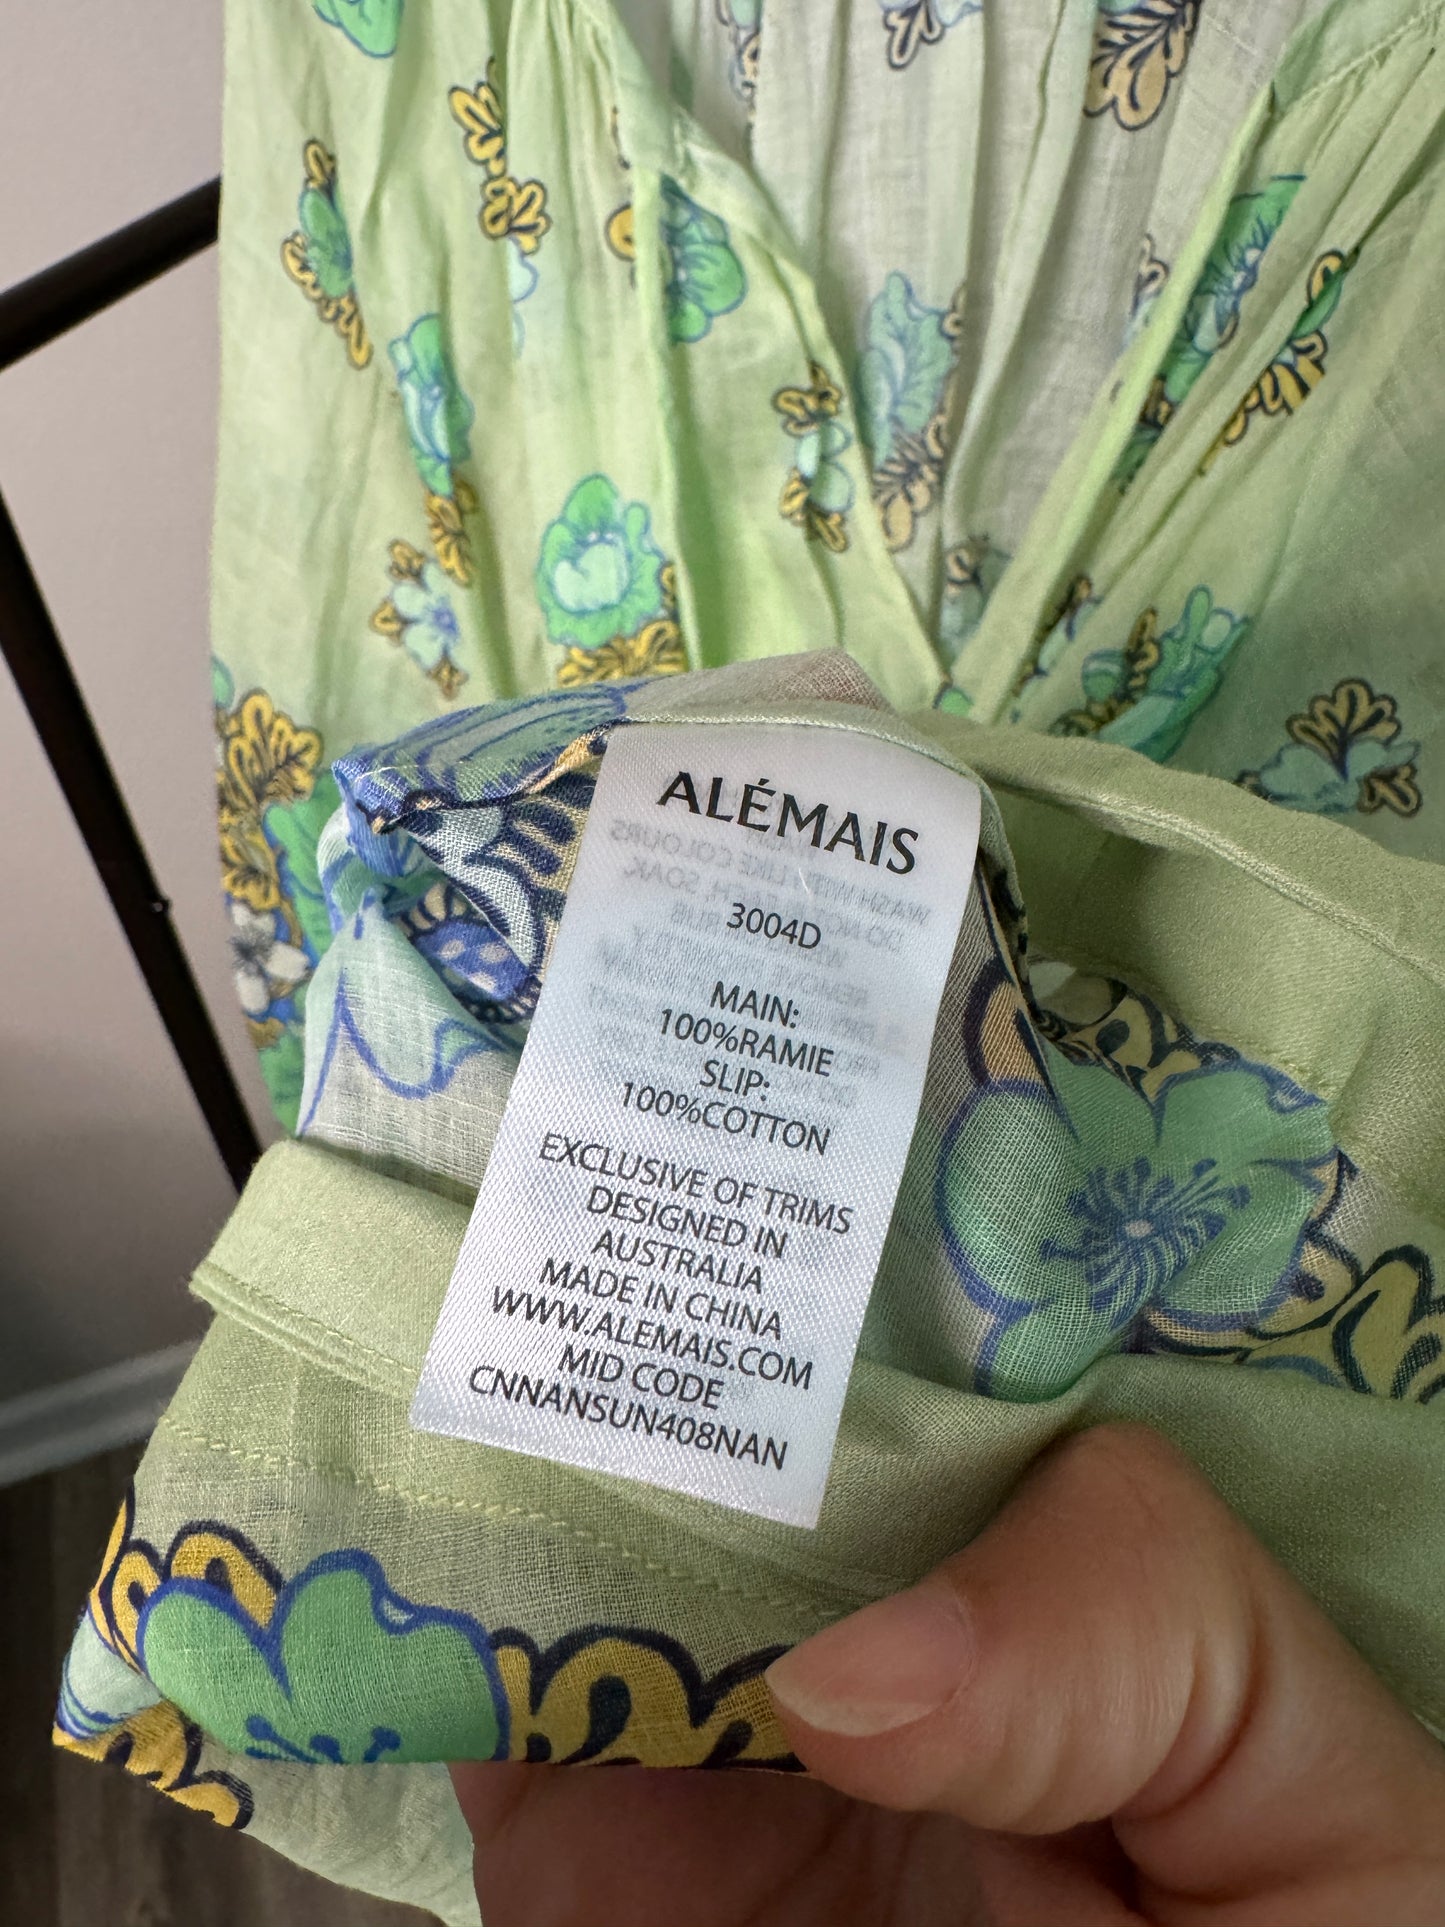 ALÉMAIS
3004D
MAIN:
100%RAMIE
SLIP:
100%COTTON
EXCLUSIVE OF TRIMS
DESIGNED IN
AUSTRALIA
MADE IN CHINA
WWW.ALEMAIS.COM
MID CODE
CNNANSUN408NAN